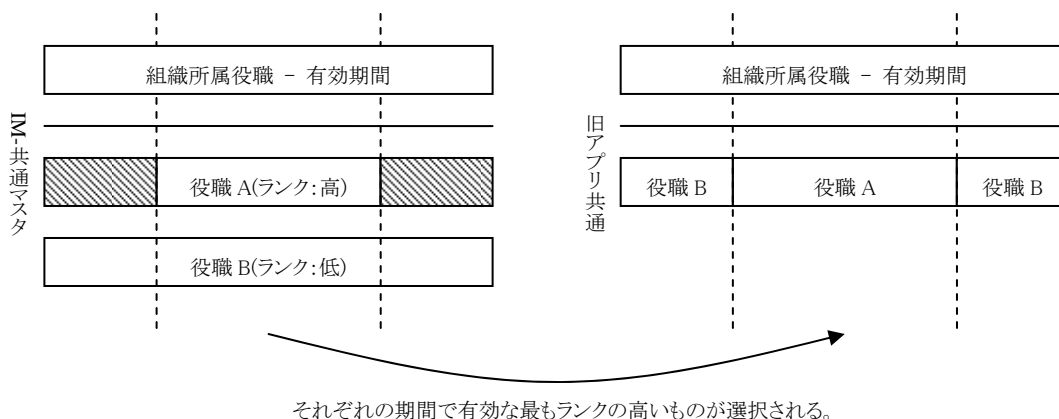 組織所属役職 - 有効期間
IM-共通マスタ
役職 A(ランク:高)
役職 B(ランク:低)
組織所属役職 - 有効期間
旧アプリ共通
役職 B
役職 A
役職 B
それぞれの期間で有効な最もランクの高いものが選択される。